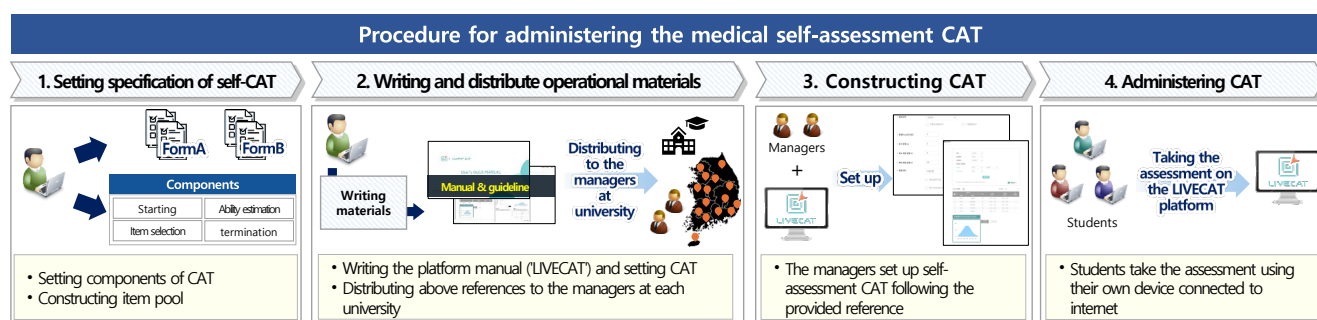 Procedure for administering the medical self-assessment CAT
1. Setting specification of self-CAT
FormA
FormB
Components
Starting
Ability estimation
Item selection
termination
• Setting components of CAT
• Constructing item pool
2. Writing and distribute operational materials
Writing
materials
Manual & guideline
Distributing
to the
managers
at
university
• Writing the platform manual ('LIVECAT') and setting CAT
• Distributing above references to the managers at each
university
3. Constructing CAT
Managers
+
LIVECAT
Set up
• The managers set up self-
assessment CAT following the
provided reference
4. Administering CAT
Students
Taking the
assessment on
the LIVECAT
platform
LIVECAT
• Students take the assessment using
their own device connected to
internet